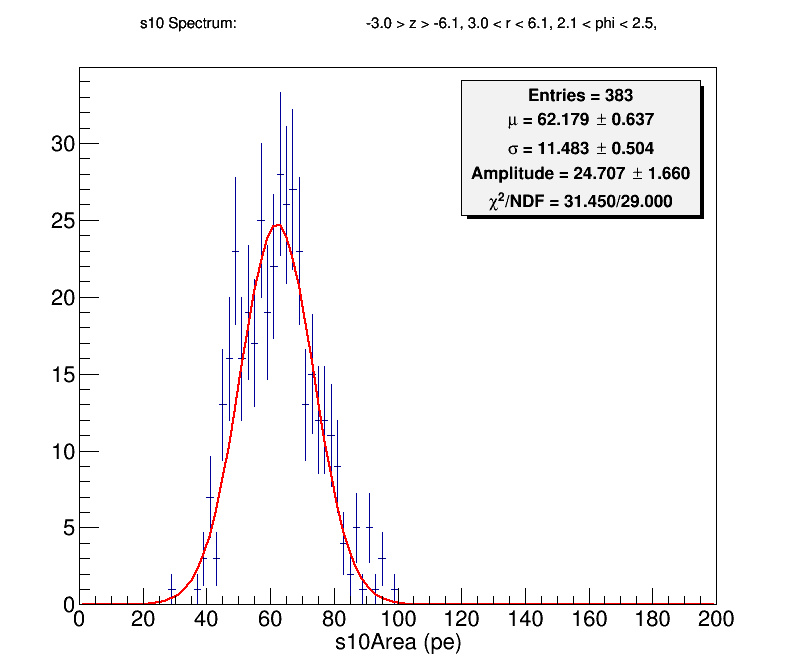 s10 Spectrum: -3.0 > z > -6.1, 3.0 < r < 6.1, 2.1 < phi < 2.5,
Entries = 383
μ = 62.179 ± 0.637
σ = 11.483 ± 0.504
Amplitude = 24.707 ± 1.660
χ²/NDF = 31.450/29.000
30
25
20
15
10
5
0
0 20 40 60 80 100 120 140 160 180 200
s10Area (pe)